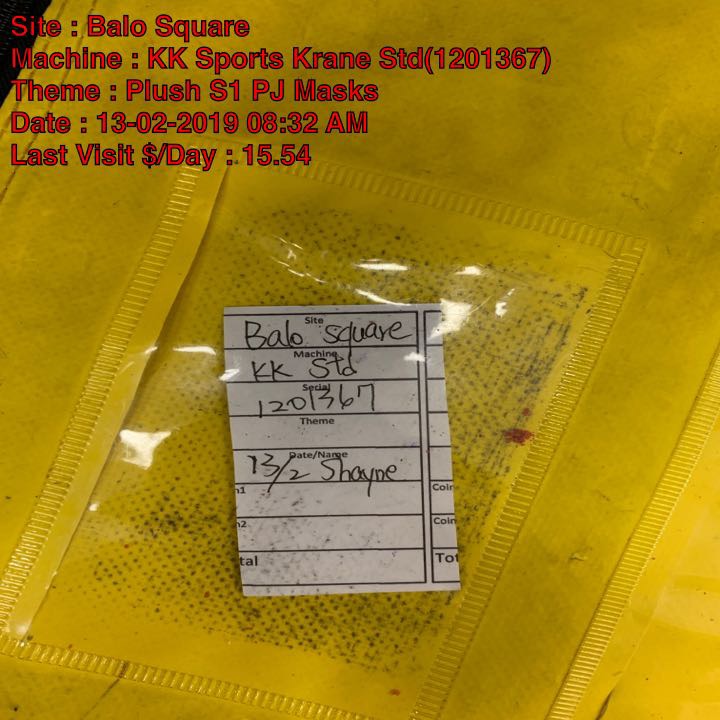 Site : Balo Square
Machine : KK Sports Krane Std(1201367)
Theme : Plush S1 PJ Masks
Date : 13-02-2019 08:32 AM
Last Visit $/Day : 15.54
Site
Balo square
Machine
KK Std
Serial
1201367
Theme
Date/Name
13/2 Shayne
n1
Coin
n2
Coin
tal
Tot